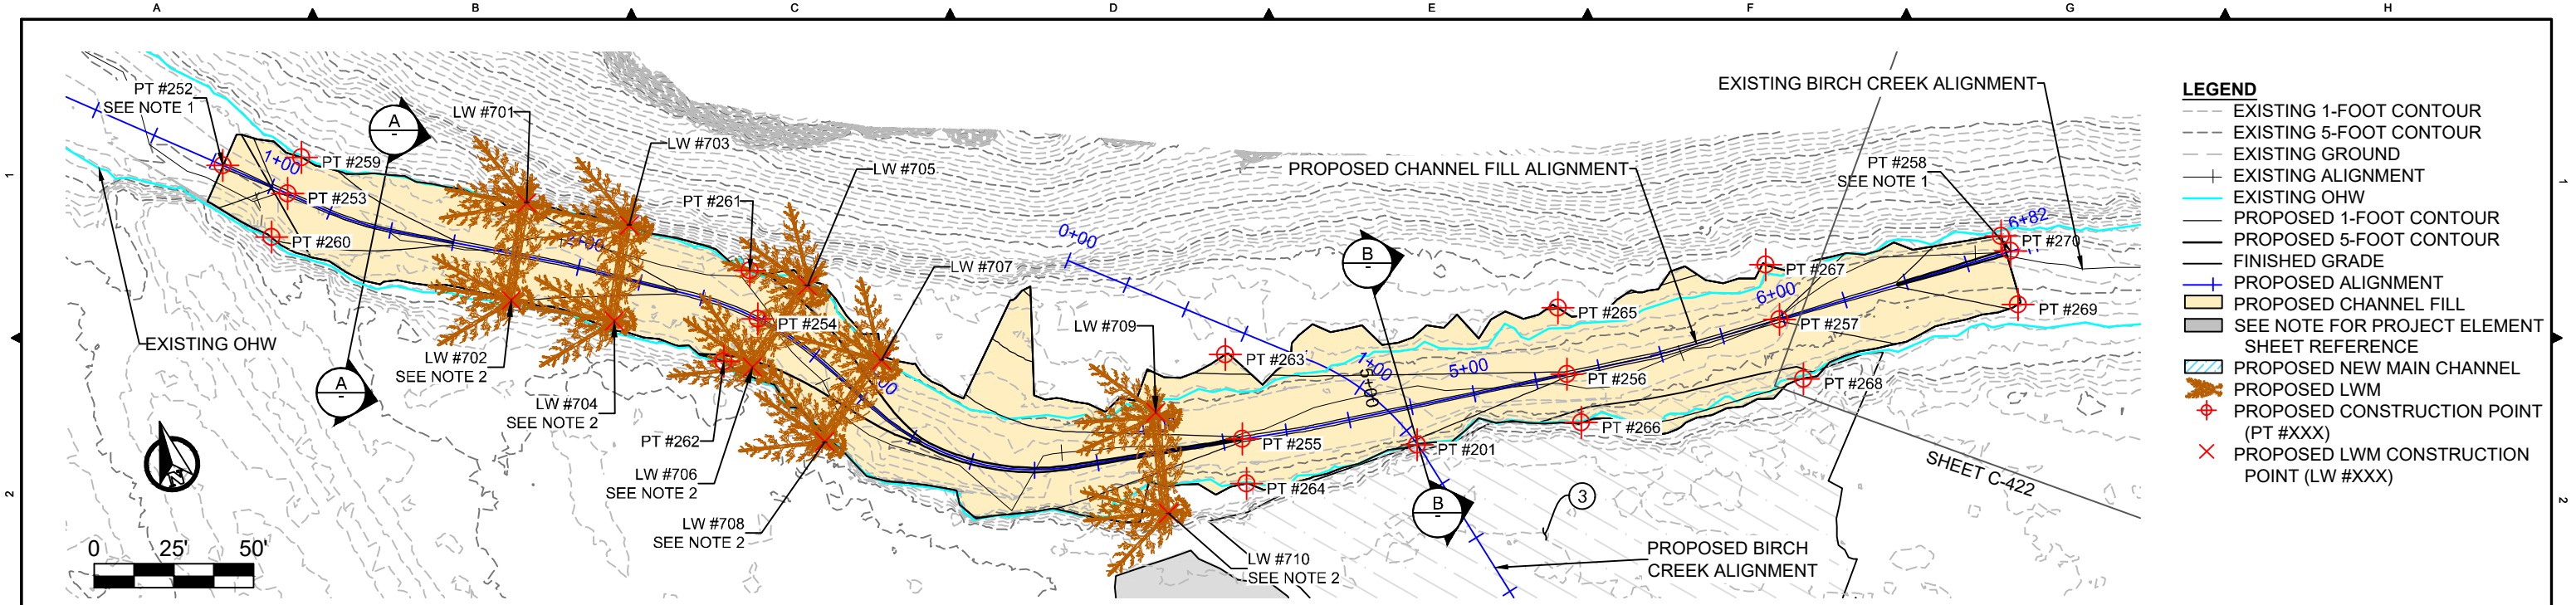 A B C D E F G H
1
2
1
2
PT #252
SEE NOTE 1
1+00
PT #259
PT #253
PT #260
A
-
A
-
EXISTING OHW
LW #701
LW #702
SEE NOTE 2
LW #703
2+00
LW #704
SEE NOTE 2
PT #261
LW #705
PT #254
PT #262
LW #706
SEE NOTE 2
LW #707
LW #708
SEE NOTE 2
0+00
LW #709
PT #263
PT #255
PT #264
LW #710
SEE NOTE 2
B
-
B
-
1+00
5+00
5+00
PT #201
PT #256
PT #265
PT #266
3
PROPOSED BIRCH
CREEK ALIGNMENT
PROPOSED CHANNEL FILL ALIGNMENT
EXISTING BIRCH CREEK ALIGNMENT
PT #258
SEE NOTE 1
6+82
PT #270
PT #267
6+00
PT #257
PT #269
PT #268
SHEET C-422
N
0 25' 50'
LEGEND
EXISTING 1-FOOT CONTOUR
EXISTING 5-FOOT CONTOUR
EXISTING GROUND
EXISTING ALIGNMENT
EXISTING OHW
PROPOSED 1-FOOT CONTOUR
PROPOSED 5-FOOT CONTOUR
FINISHED GRADE
PROPOSED ALIGNMENT
PROPOSED CHANNEL FILL
SEE NOTE FOR PROJECT ELEMENT
SHEET REFERENCE
PROPOSED NEW MAIN CHANNEL
PROPOSED LWM
PROPOSED CONSTRUCTION POINT
(PT #XXX)
PROPOSED LWM CONSTRUCTION
POINT (LW #XXX)